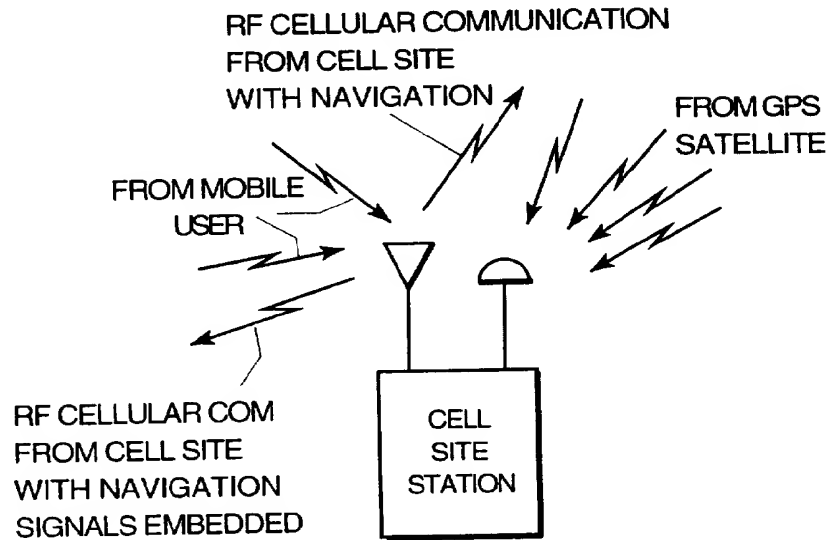 RF CELLULAR COMMUNICATION
FROM CELL SITE
WITH NAVIGATION
FROM GPS
SATELLITE
FROM MOBILE
USER
RF CELLULAR COM
FROM CELL SITE
WITH NAVIGATION
SIGNALS EMBEDDED
CELL
SITE
STATION